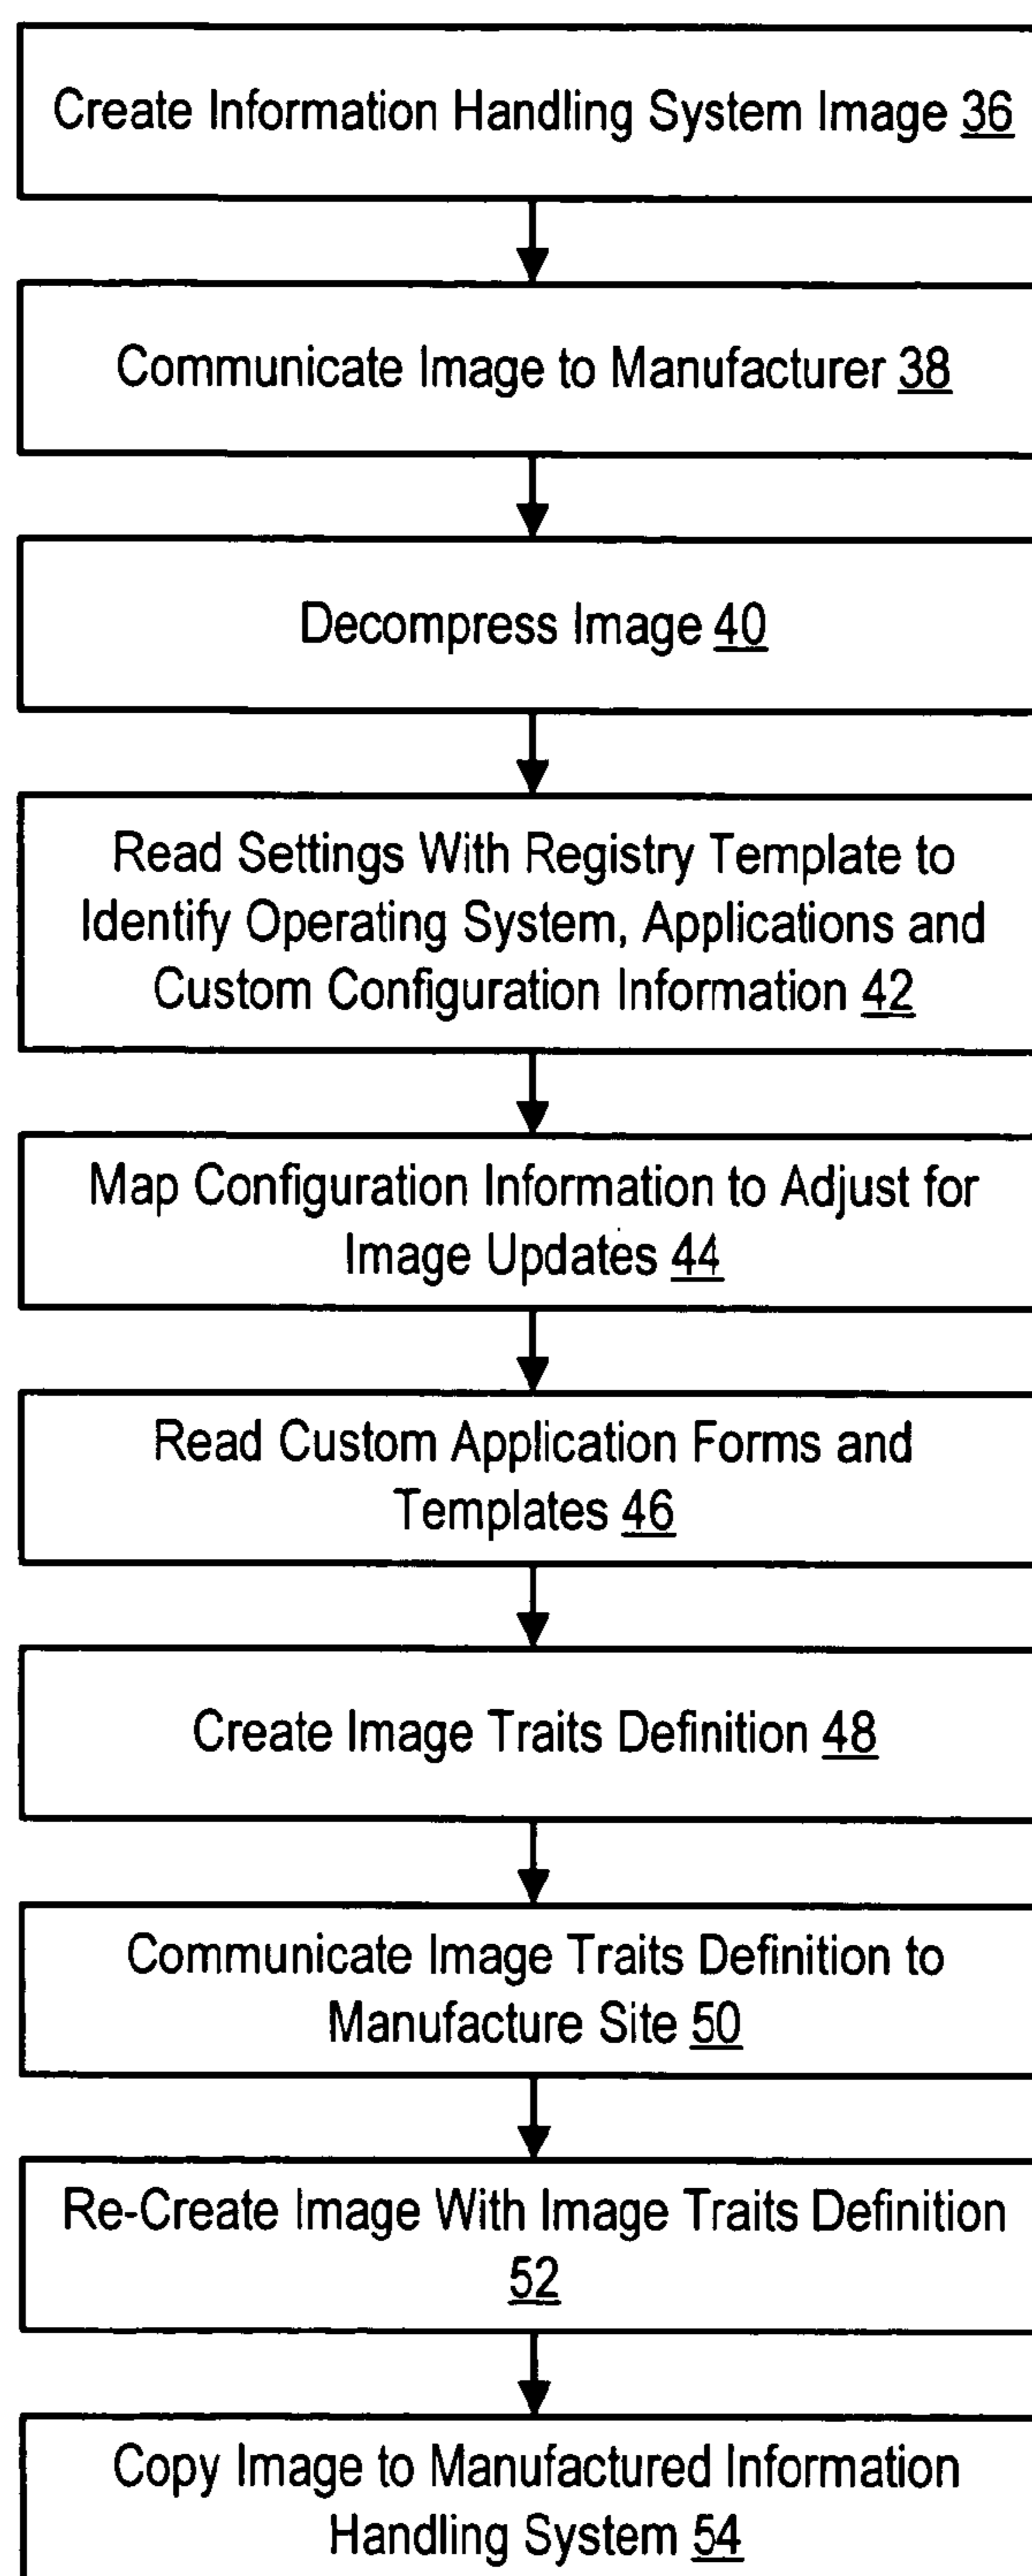 Create Information Handling System Image 36
Communicate Image to Manufacturer 38
Decompress Image 40
Read Settings With Registry Template to
Identify Operating System, Applications and
Custom Configuration Information 42
Map Configuration Information to Adjust for
Image Updates 44
Read Custom Application Forms and
Templates 46
Create Image Traits Definition 48
Communicate Image Traits Definition to
Manufacture Site 50
Re-Create Image With Image Traits Definition
52
Copy Image to Manufactured Information
Handling System 54